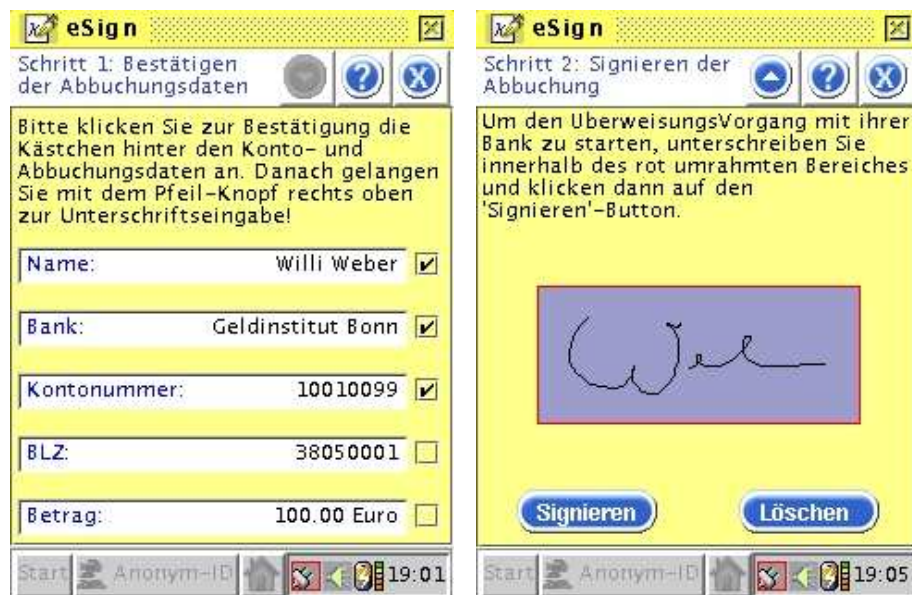 eSign
Schritt 1: Bestätigen
der Abbuchungsdaten
Bitte klicken Sie zur Bestätigung die
Kästchen hinter den Konto- und
Abbuchungsdaten an. Danach gelangen
Sie mit dem Pfeil-Knopf rechts oben
zur Unterschriftseingabe!
Name: Willi Weber
Bank: Geldinstitut Bonn
Kontonummer: 10010099
BLZ: 38050001
Betrag: 100.00 Euro
Start Anonym-ID 19:01
eSign
Schritt 2: Signieren der
Abbuchung
Um den UberweisungsVorgang mit ihrer
Bank zu starten, unterschreiben Sie
innerhalb des rot umrahmten Bereiches
und klicken dann auf den
'Signieren'-Button.
Signieren Löschen
Start Anonym-ID 19:05